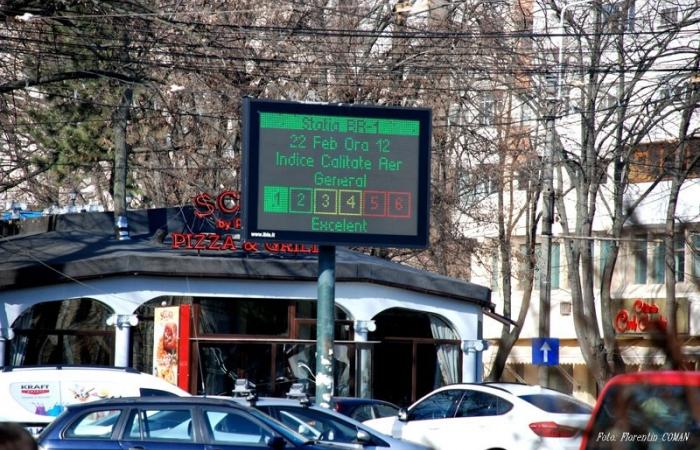 Statia BR-1
22 Feb Ora 12
Indice Calitate Aer
General
1 2 3 4 5 6
Excelent
PIZZA & GRILL
KRAFT
Foto: Florentin COMAN